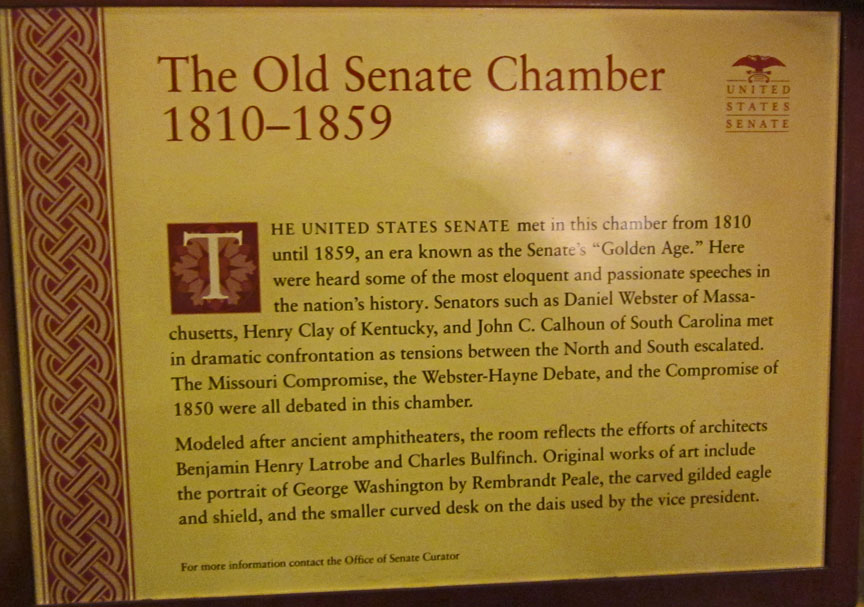 The Old Senate Chamber
1810–1859
UNITED
STATES
SENATE
THE UNITED STATES SENATE met in this chamber from 1810
until 1859, an era known as the Senate's “Golden Age.” Here
were heard some of the most eloquent and passionate speeches in
the nation's history. Senators such as Daniel Webster of Massa-
chusetts, Henry Clay of Kentucky, and John C. Calhoun of South Carolina met
in dramatic confrontation as tensions between the North and South escalated.
The Missouri Compromise, the Webster-Hayne Debate, and the Compromise of
1850 were all debated in this chamber.
Modeled after ancient amphitheaters, the room reflects the efforts of architects
Benjamin Henry Latrobe and Charles Bulfinch. Original works of art include
the portrait of George Washington by Rembrandt Peale, the carved gilded eagle
and shield, and the smaller curved desk on the dais used by the vice president.
For more information contact the Office of Senate Curator